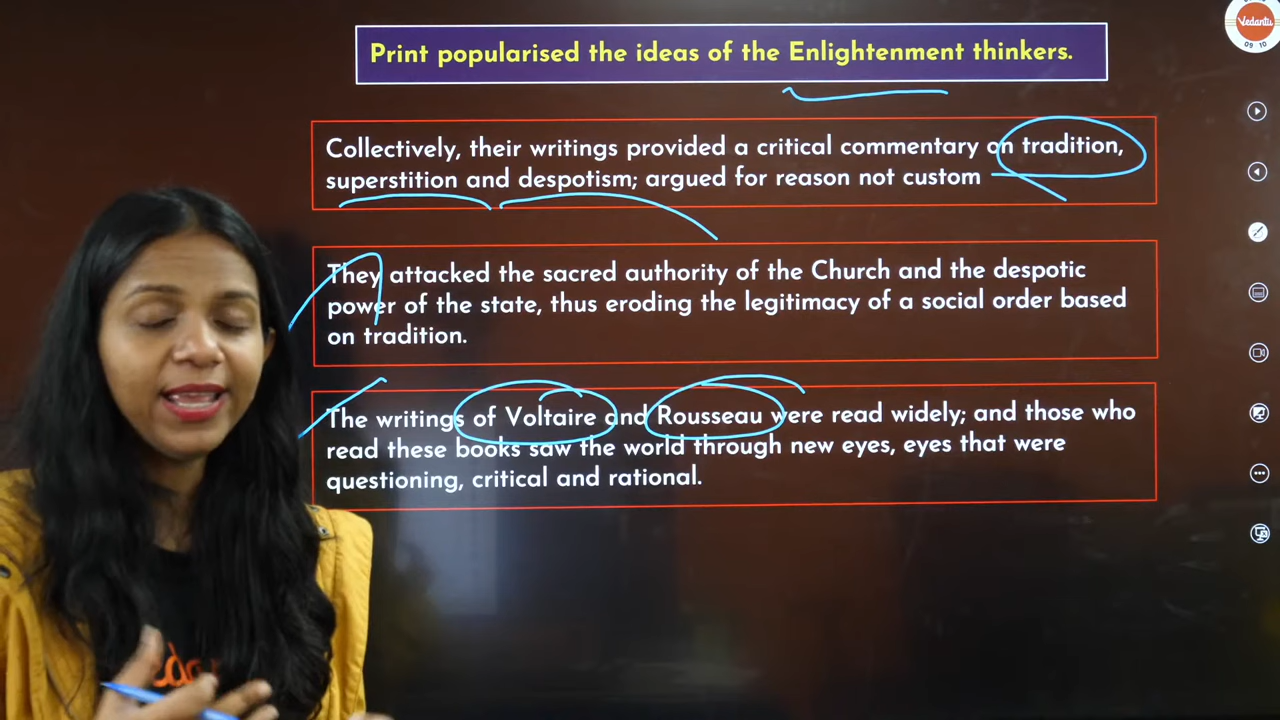 Vedantu
09 10
Print popularised the ideas of the Enlightenment thinkers.
Collectively, their writings provided a critical commentary on tradition,
superstition and despotism; argued for reason not custom
They attacked the sacred authority of the Church and the despotic
power of the state, thus eroding the legitimacy of a social order based
on tradition.
The writings of Voltaire and Rousseau were read widely; and those who
read these books saw the world through new eyes, eyes that were
questioning, critical and rational.